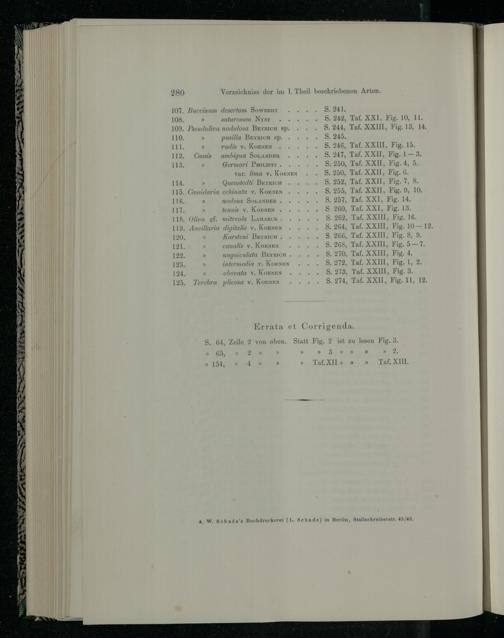 280 Verzeichniss der im I. Theil beschriebenen Arten.
107. Buccinum desertum SOWERBY . . . . S. 241.
108. » suturosum NYST . . . . . S. 242, Taf. XXI, Fig. 10, 11.
109. Pseudoliva nodulosa BEYRICH sp. . . . . S. 244, Taf. XXIII, Fig. 13, 14.
110. » pusilla BEYRICH sp. . . . . S. 245.
111. » rudis v. KOENEN . . . . . S. 246, Taf. XXIII, Fig. 15.
112. Cassis ambigua SOLANDER . . . . . S. 247, Taf. XXII, Fig. 1—3.
113. » Germari PHILIPPI . . . . . S. 250, Taf. XXII, Fig. 4, 5.
var. lima v. KOENEN . . S. 250, Taf. XXII, Fig. 6.
114. » Quenstedti BEYRICH . . . . S. 252, Taf. XXII, Fig. 7, 8.
115. Cassidaria echinata v. KOENEN . . . . S. 255, Taf. XXII, Fig. 9, 10.
116. » nodosa SOLANDER . . . . . S. 257, Taf. XXI, Fig. 14.
117. » tenuis v. KOENEN . . . . . S. 260, Taf. XXI, Fig. 13.
118. Oliva cf. mitreola LAMARCK . . . . . S. 262, Taf. XXIII, Fig. 16.
119. Ancillaria digitalis v. KOENEN . . . . . S. 264, Taf. XXIII, Fig. 10—12.
120. » Karsteni BEYRICH . . . . . S. 266, Taf. XXIII, Fig. 8, 9.
121. » canalis v. KOENEN . . . . S. 268, Taf. XXIII, Fig. 5—7.
122. » unguiculata BEYRICH . . . . S. 270, Taf. XXIII, Fig. 4.
123. » intermedia v. KOENEN . . . . S. 272, Taf. XXIII, Fig. 1, 2.
124. » obovata v. KOENEN . . . . S. 273, Taf. XXIII, Fig. 3.
125. Terebra plicosa v. KOENEN . . . . S. 274, Taf. XXII, Fig. 11, 12.
Errata et Corrigenda.
S. 64, Zeile 2 von oben. Statt Fig. 2 ist zu lesen Fig. 3.
» 65, » 2 » » » » 3 » » » » 2.
» 154, » 4 » » » Taf. XII » » » Taf. XIII.
A. W. Schade's Buchdruckerei (L. Schade) in Berlin, Stallschreiberstr. 45/46.